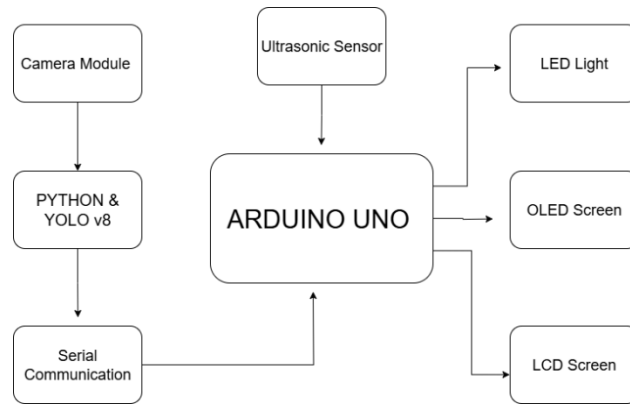 Camera Module
Ultrasonic Sensor
LED Light
PYTHON &
YOLO v8
ARDUINO UNO
OLED Screen
Serial
Communication
LCD Screen